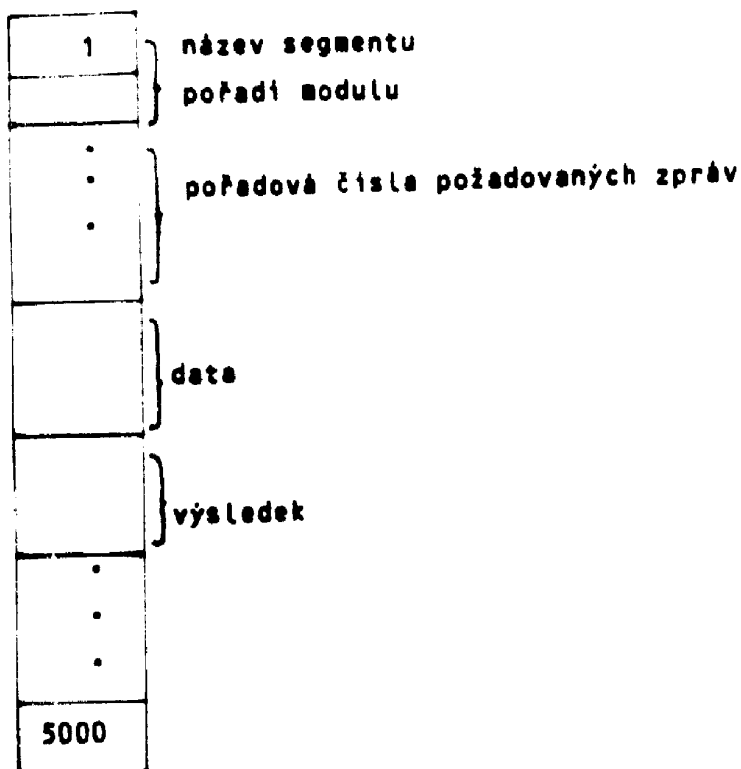 1 název segmentu
pořadí modulu
pořadová čísla požadovaných zpráv
data
výsledek
5000